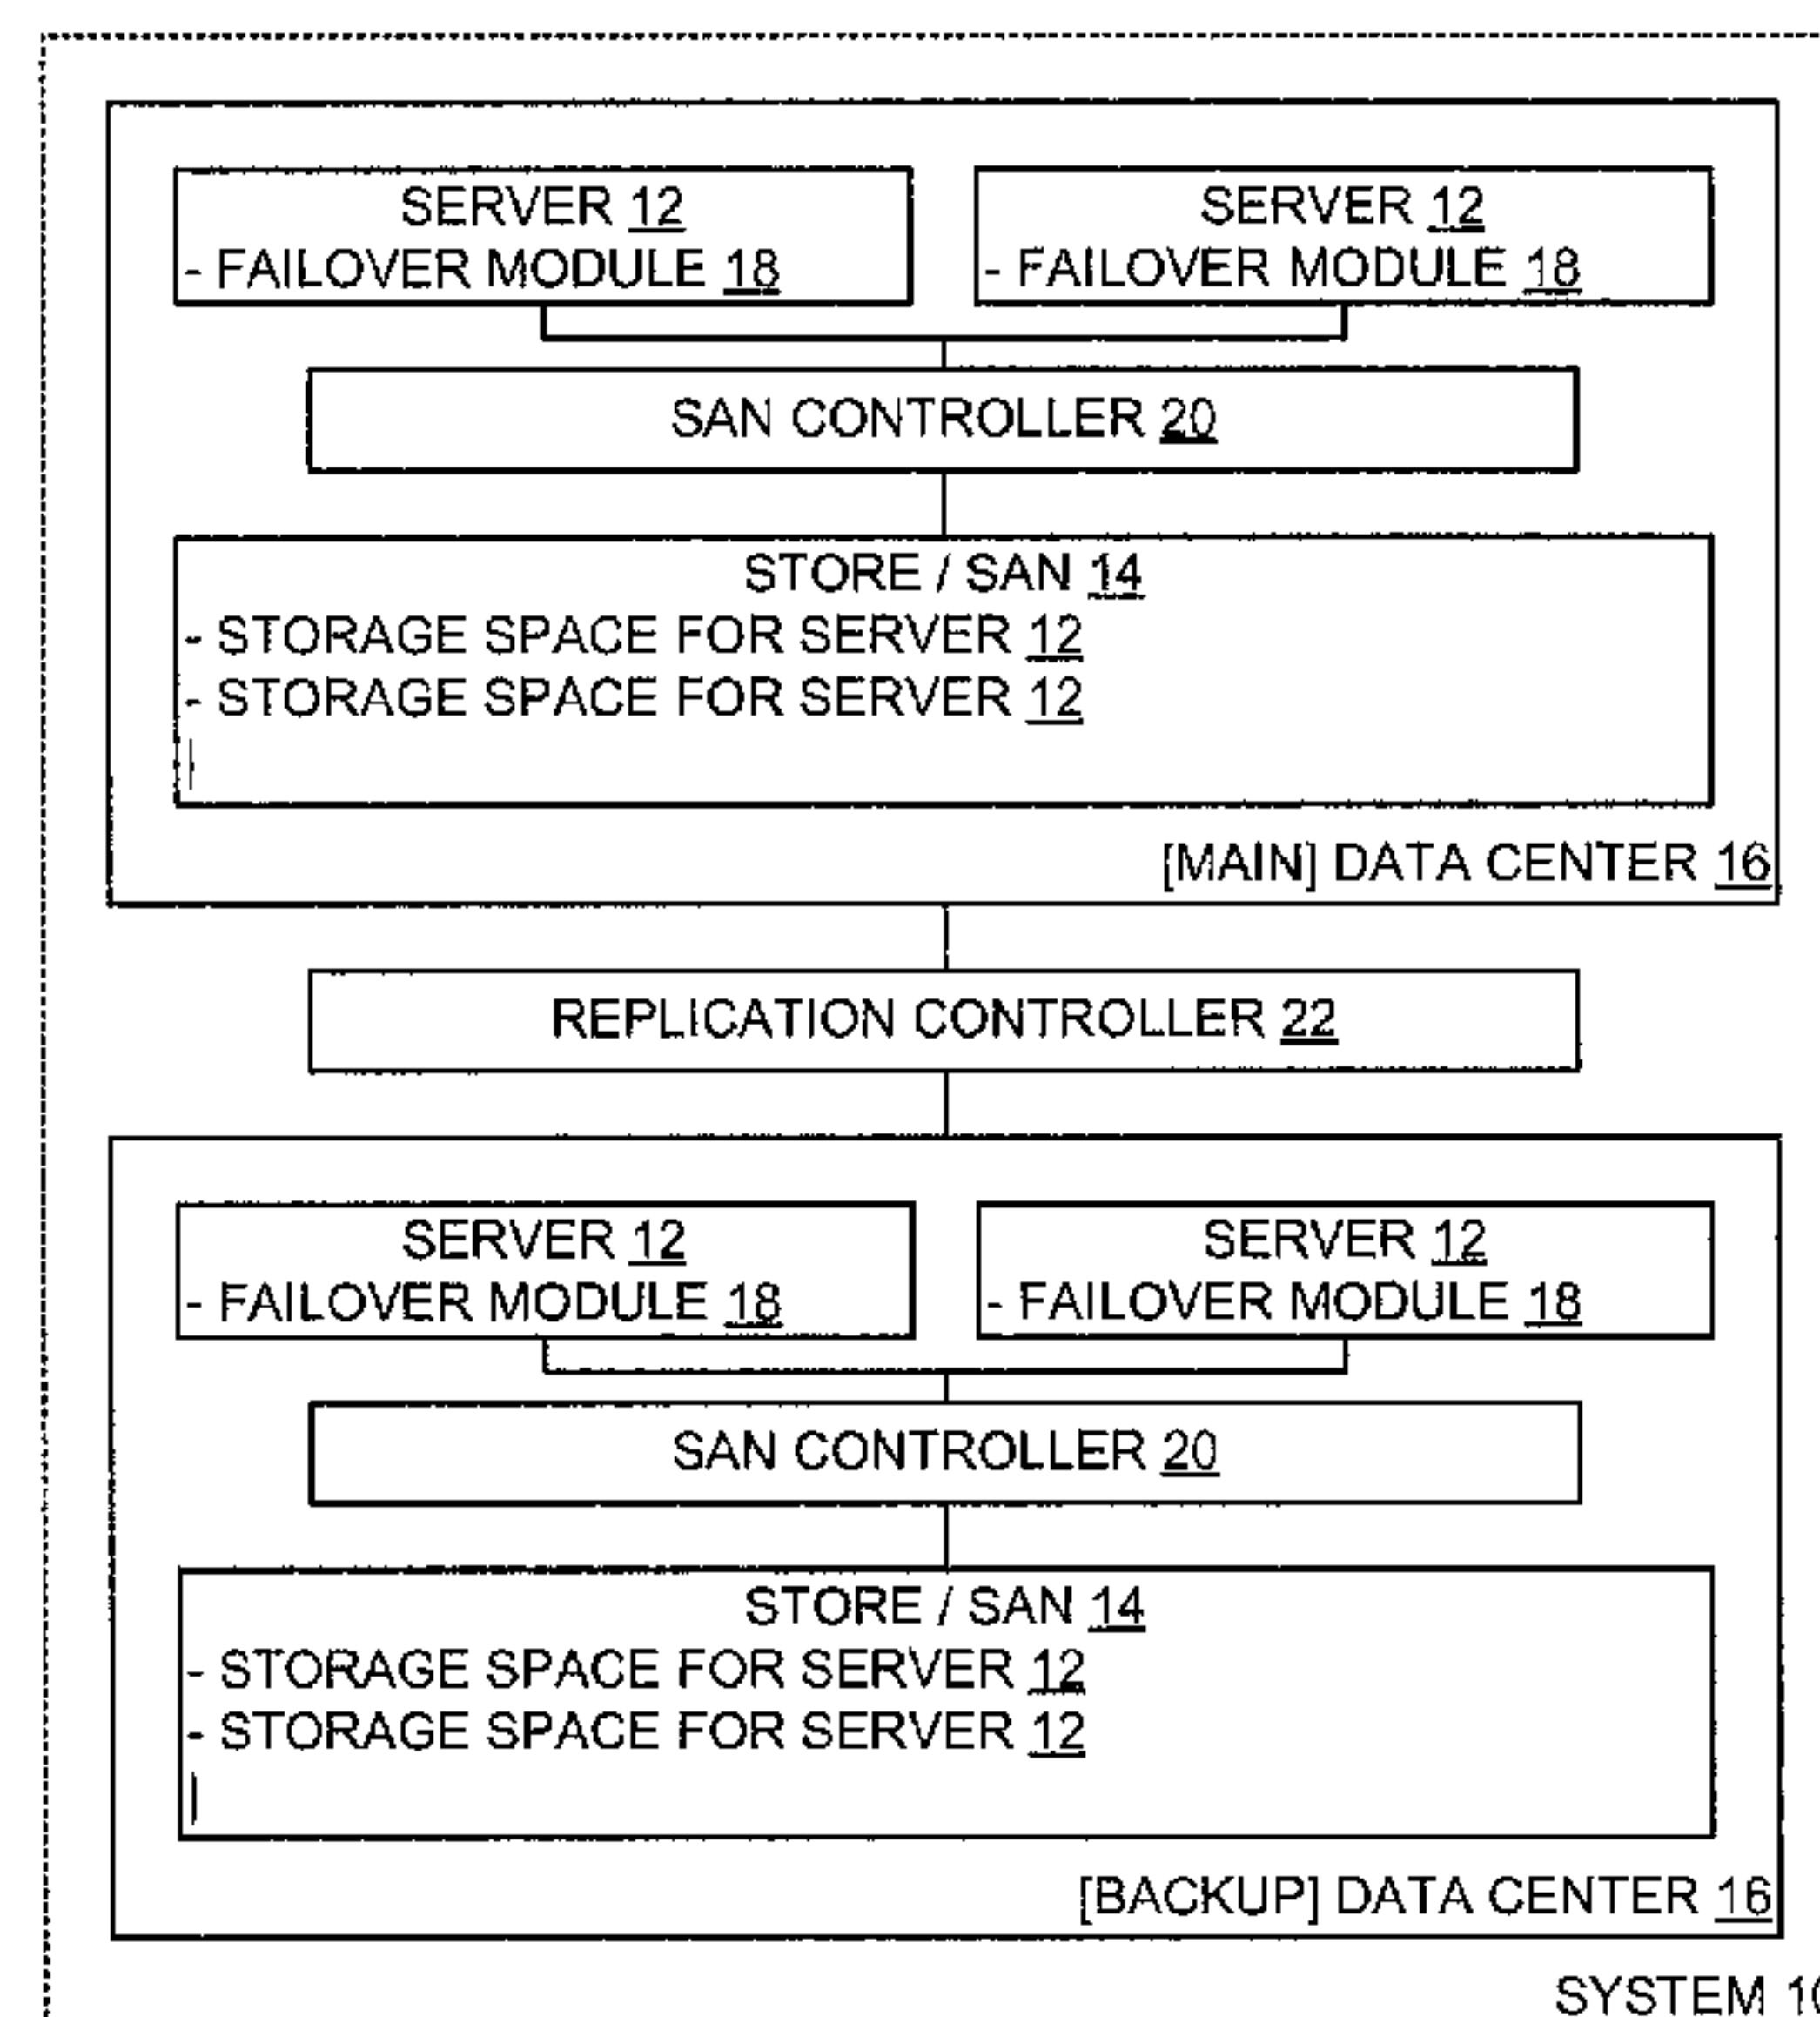 SERVER 12
- FAILOVER MODULE 18
SERVER 12
- FAILOVER MODULE 18
SAN CONTROLLER 20
STORE / SAN 14
- STORAGE SPACE FOR SERVER 12
- STORAGE SPACE FOR SERVER 12
[MAIN] DATA CENTER 16
REPLICATION CONTROLLER 22
SERVER 12
- FAILOVER MODULE 18
SERVER 12
- FAILOVER MODULE 18
SAN CONTROLLER 20
STORE / SAN 14
- STORAGE SPACE FOR SERVER 12
- STORAGE SPACE FOR SERVER 12
[BACKUP] DATA CENTER 16
SYSTEM